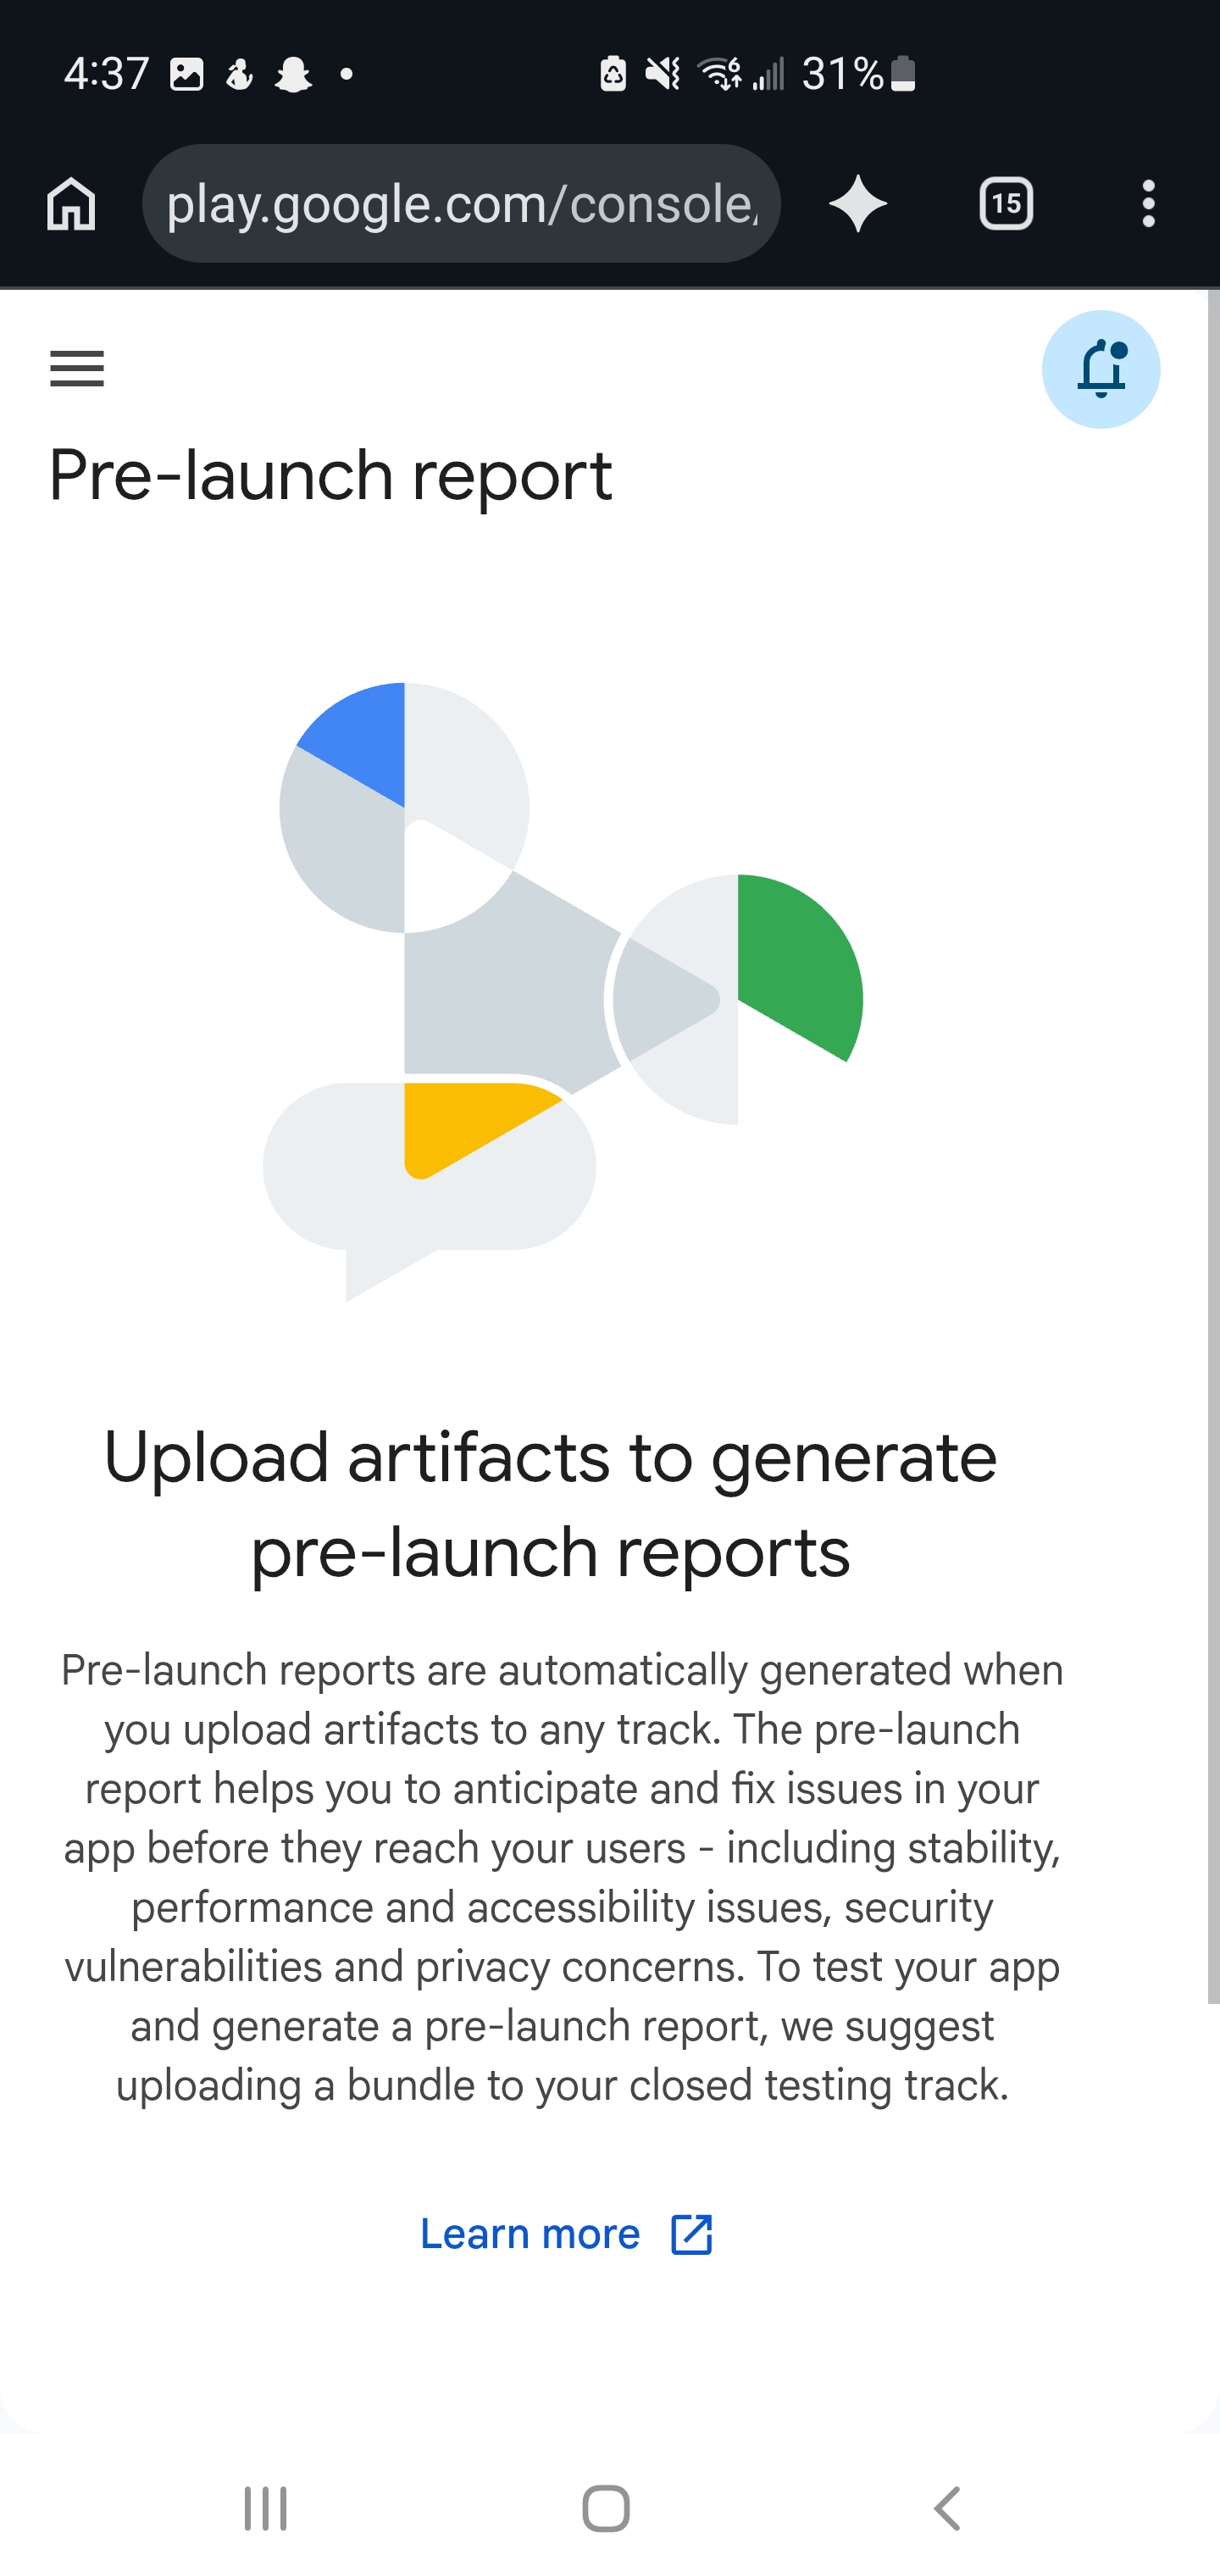 4:37
31%
play.google.com/console/
15
Pre-launch report
Upload artifacts to generate
pre-launch reports
Pre-launch reports are automatically generated when
you upload artifacts to any track. The pre-launch
report helps you to anticipate and fix issues in your
app before they reach your users - including stability,
performance and accessibility issues, security
vulnerabilities and privacy concerns. To test your app
and generate a pre-launch report, we suggest
uploading a bundle to your closed testing track.
Learn more